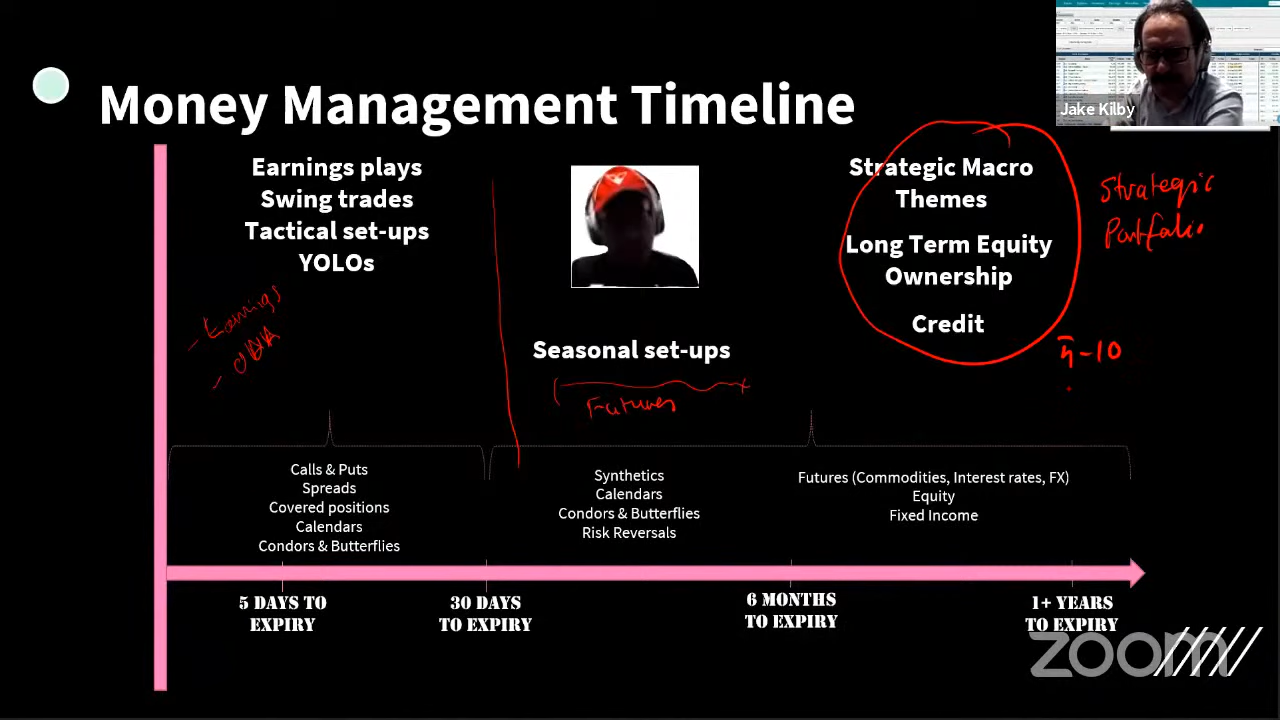 Money Management Timeline
Jake Kilby
Earnings plays
Swing trades
Tactical set-ups
YOLOs
- Earnings
Seasonal set-ups
Futures
Strategic Macro
Themes
Long Term Equity
Ownership
Credit
Strategic
Portfolio
Calls & Puts
Spreads
Covered positions
Calendars
Condors & Butterflies
Synthetics
Calendars
Condors & Butterflies
Risk Reversals
Futures (Commodities, Interest rates, FX)
Equity
Fixed Income
5 DAYS TO
EXPIRY
30 DAYS
TO EXPIRY
6 MONTHS
TO EXPIRY
1+ YEARS
TO EXPIRY
zoom